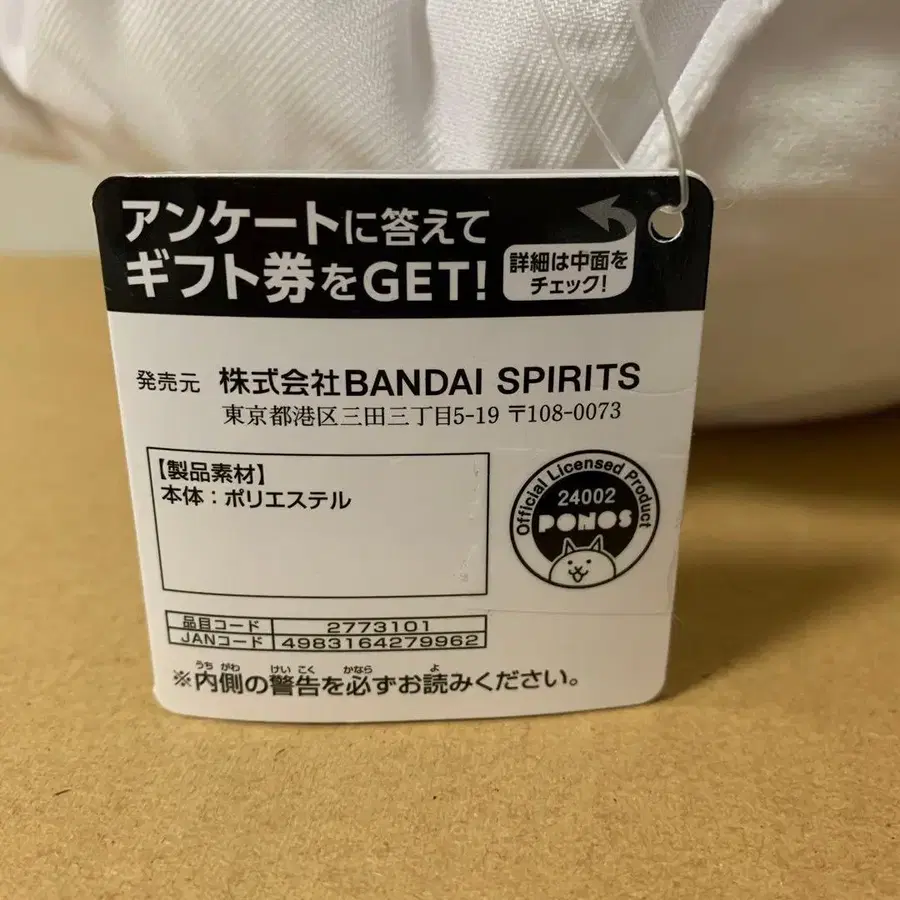 アンケートに答えて
ギフト券をGET!
詳細は中面を
チェック!
発売元 株式会社BANDAI SPIRITS
東京都港区三田三丁目5-19 〒108-0073
【製品素材】
本体：ポリエステル
Official Licensed Product
24002
PONOS
品目コード 2773101
JANコード 4983164279962
うち がわ けい こく かなら よ
※内側の警告を必ずお読みください。